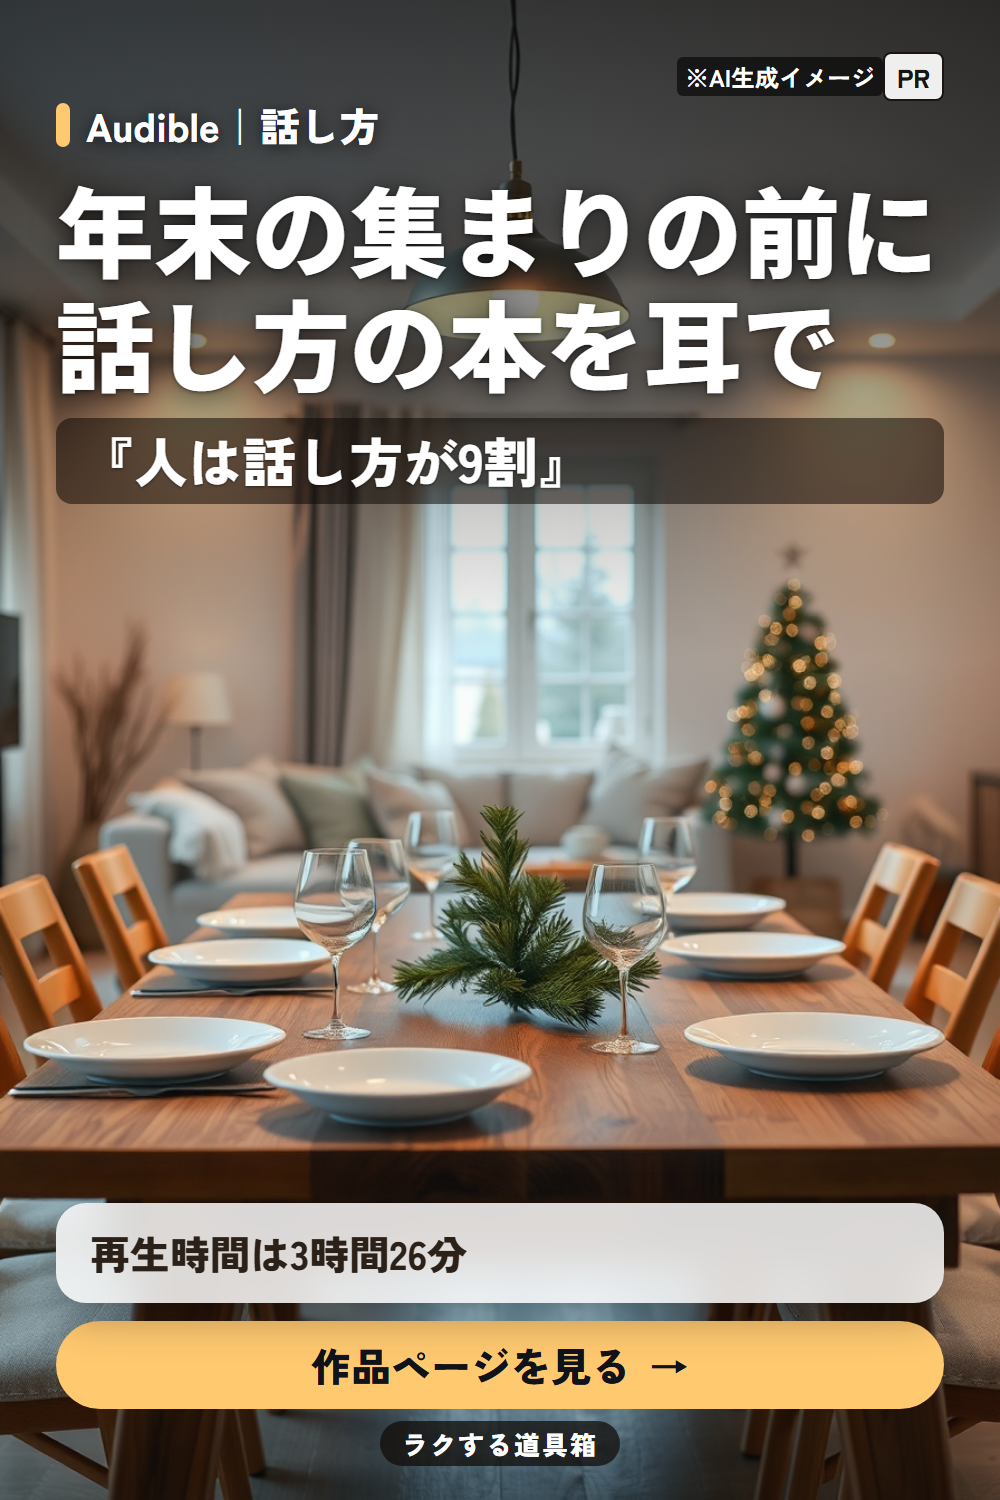 ※AI生成イメージ
PR
Audible｜話し方
年末の集まりの前に
話し方の本を耳で
『人は話し方が9割』
再生時間は3時間26分
作品ページを見る →
ラクする道具箱